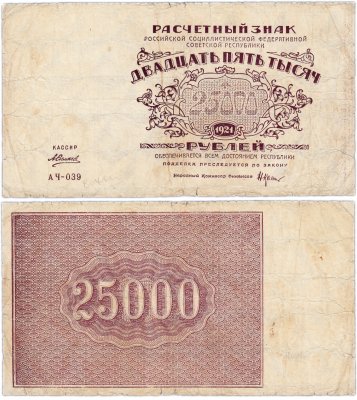 РАСЧЕТНЫЙ ЗНАК
РОССИЙСКОЙ СОЦИАЛИСТИЧЕСКОЙ ФЕДЕРАТИВНОЙ
СОВЕТСКОЙ РЕСПУБЛИКИ
ДВАДЦАТЬ ПЯТЬ ТЫСЯЧ
25000
1921
РУБЛЕЙ
ОБЕСПЕЧИВАЕТСЯ ВСЕМ ДОСТОЯНИЕМ РЕСПУБЛИКИ
ПОДДЕЛКА ПРЕСЛЕДУЕТСЯ ПО ЗАКОНУ
КАССИР
Народный Комиссар Финансов
АЧ-039
25000